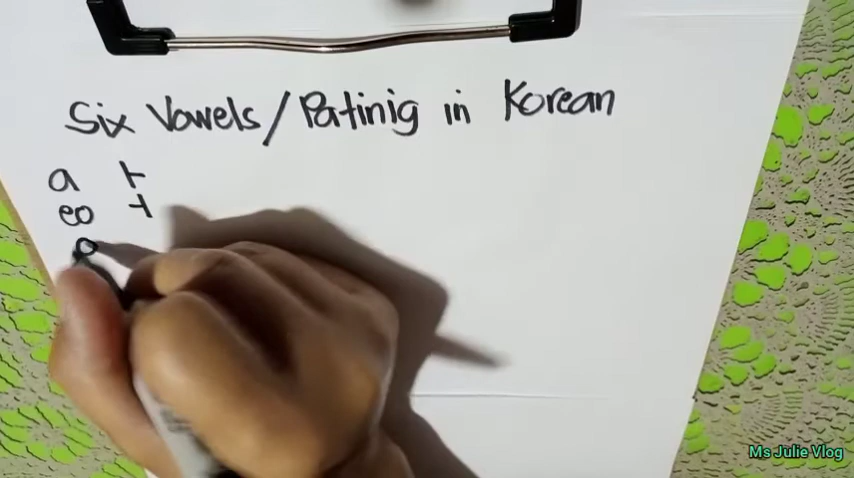 Six Vowels/Patinig in Korean
a ㅏ
eo ㅓ
o
Ms Julie Vlog